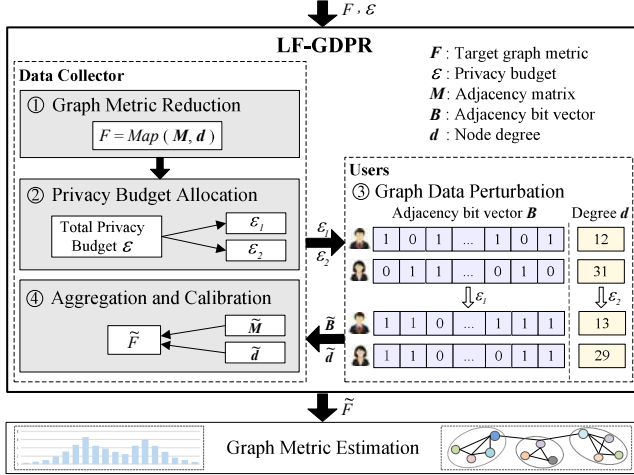 F , ε
LF-GDPR
F : Target graph metric
ε : Privacy budget
M : Adjacency matrix
B : Adjacency bit vector
d : Node degree
Data Collector
① Graph Metric Reduction
F = Map ( M, d )
② Privacy Budget Allocation
Total Privacy
Budget ε
ε₁
ε₂
ε₁
ε₂
Users
③ Graph Data Perturbation
Adjacency bit vector B
Degree d
1 0 1 ... 1 0 1
12
0 1 1 ... 0 1 0
31
ε₁
ε₂
1 1 0 ... 1 1 1
13
1 1 0 ... 0 1 1
29
④ Aggregation and Calibration
F̃
M̃
d̃
B̃
d̃
F̃
Graph Metric Estimation